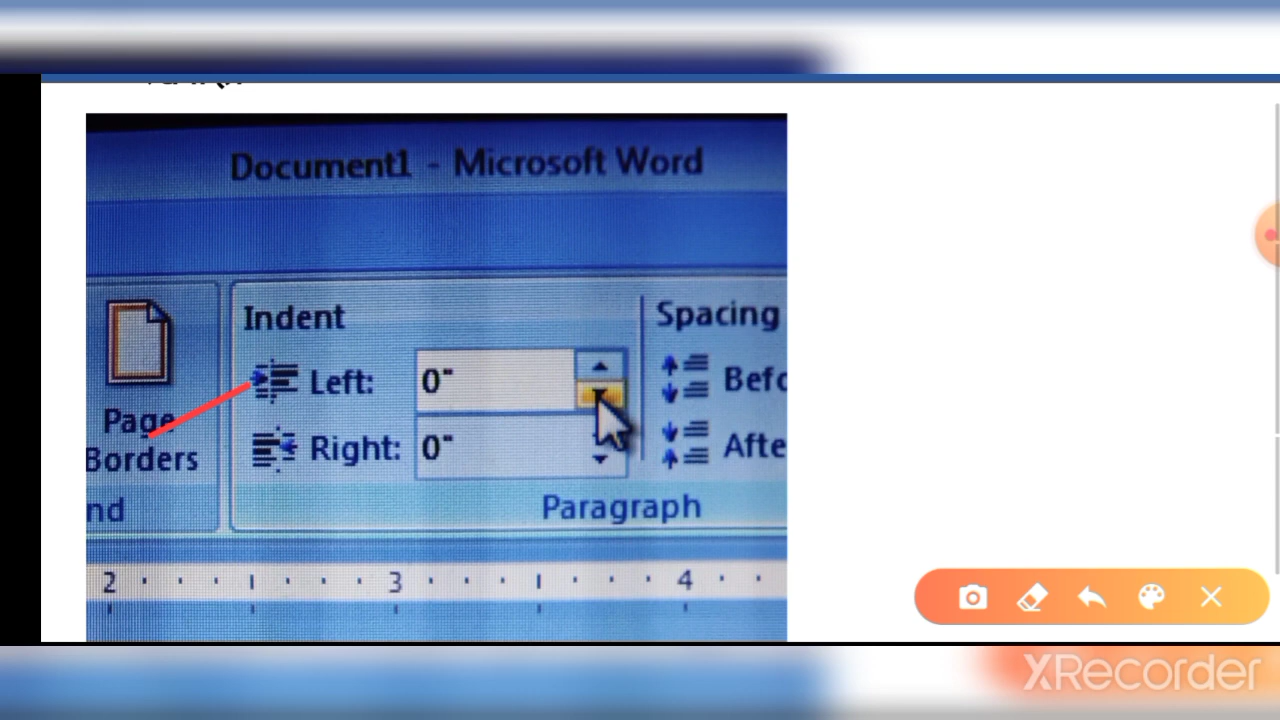 Document1 - Microsoft Word
Indent
Spacing
Left: 0"
Befo
Page
Borders
Right: 0"
Afte
nd
Paragraph
2 3 4
XRecorder